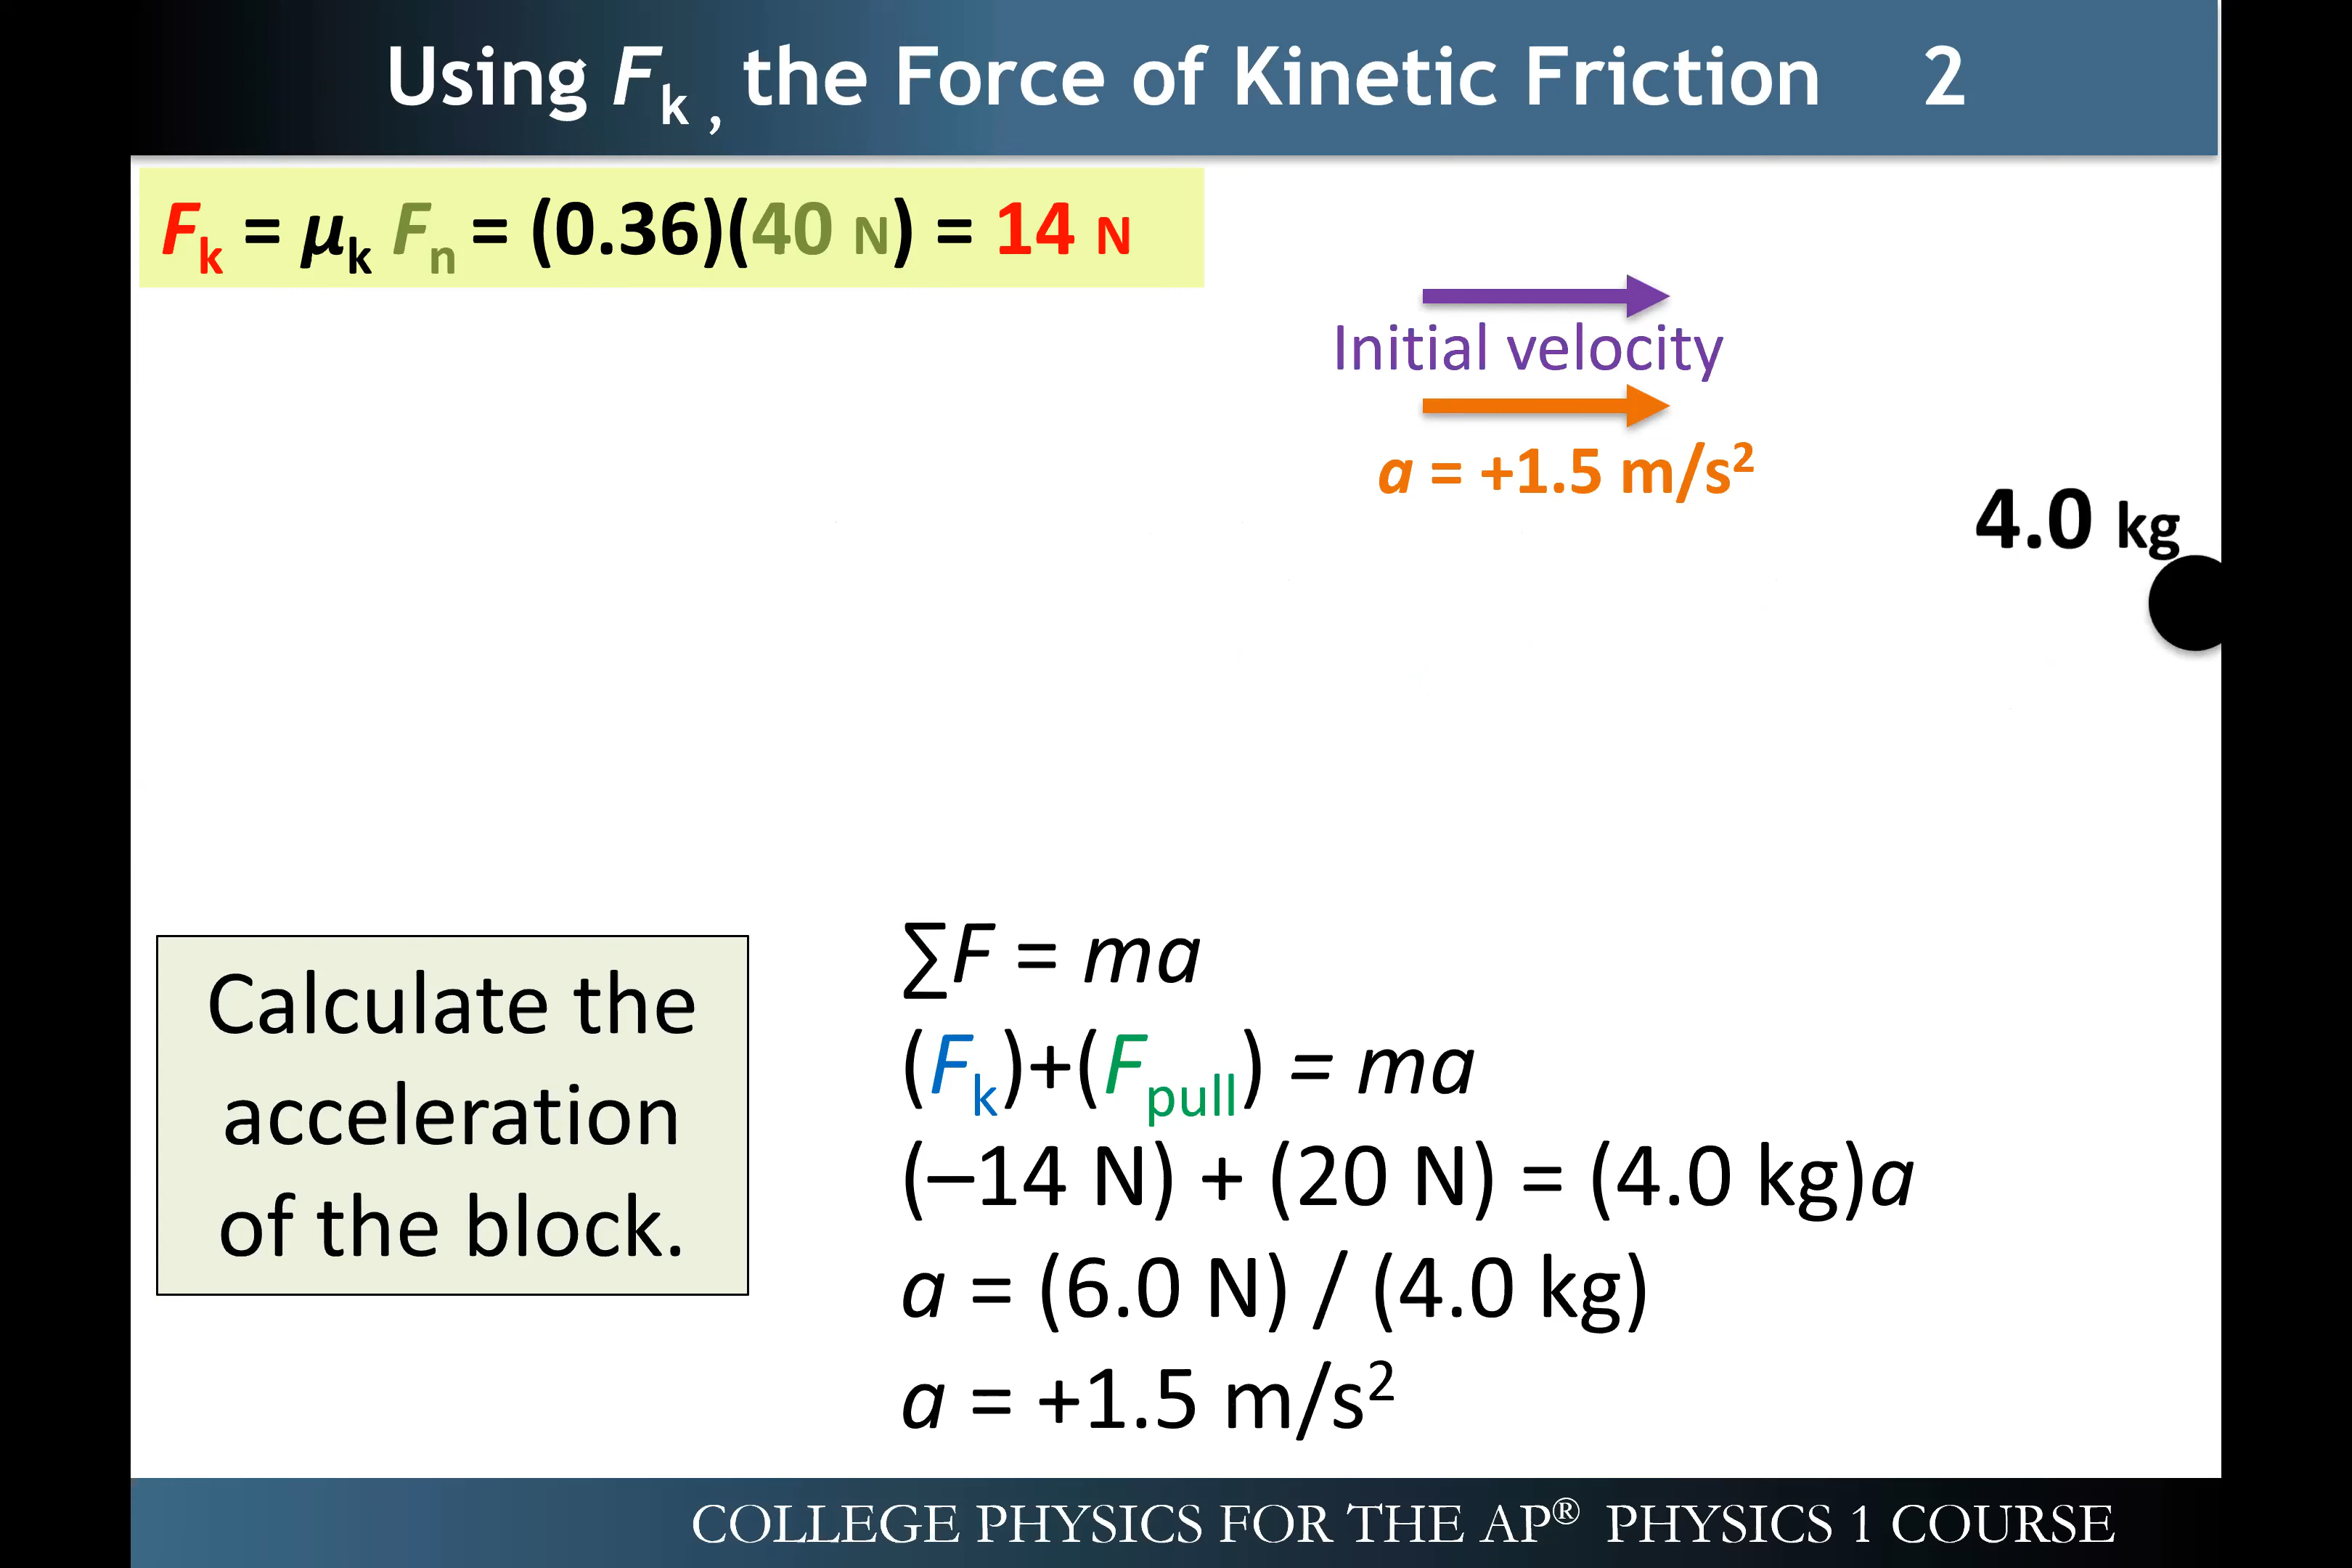 Using Fk, the Force of Kinetic Friction 2
Fk = μk Fn = (0.36)(40 N) = 14 N
Initial velocity
a = +1.5 m/s²
4.0 kg
Calculate the
acceleration
of the block.
∑F = ma
(Fk)+(Fpull) = ma
(–14 N) + (20 N) = (4.0 kg)a
a = (6.0 N) / (4.0 kg)
a = +1.5 m/s²
COLLEGE PHYSICS FOR THE AP® PHYSICS 1 COURSE